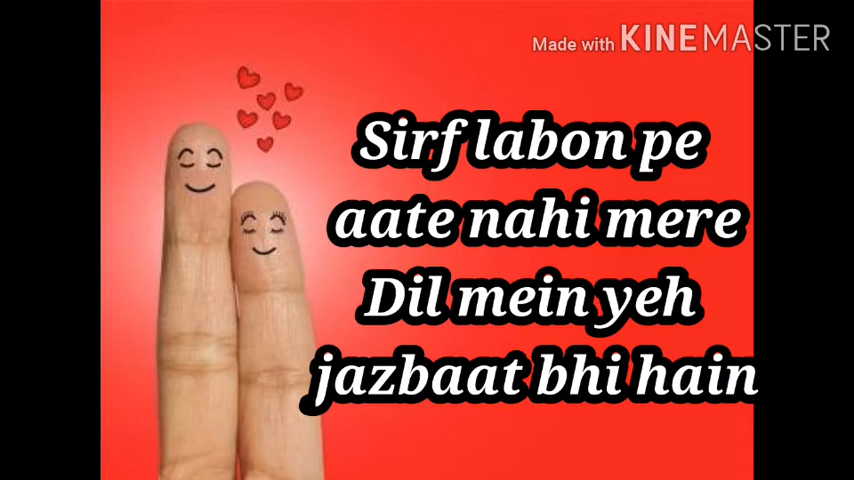 Made with KINEMASTER
Sirf labon pe
aate nahi mere
Dil mein yeh
jazbaat bhi hain